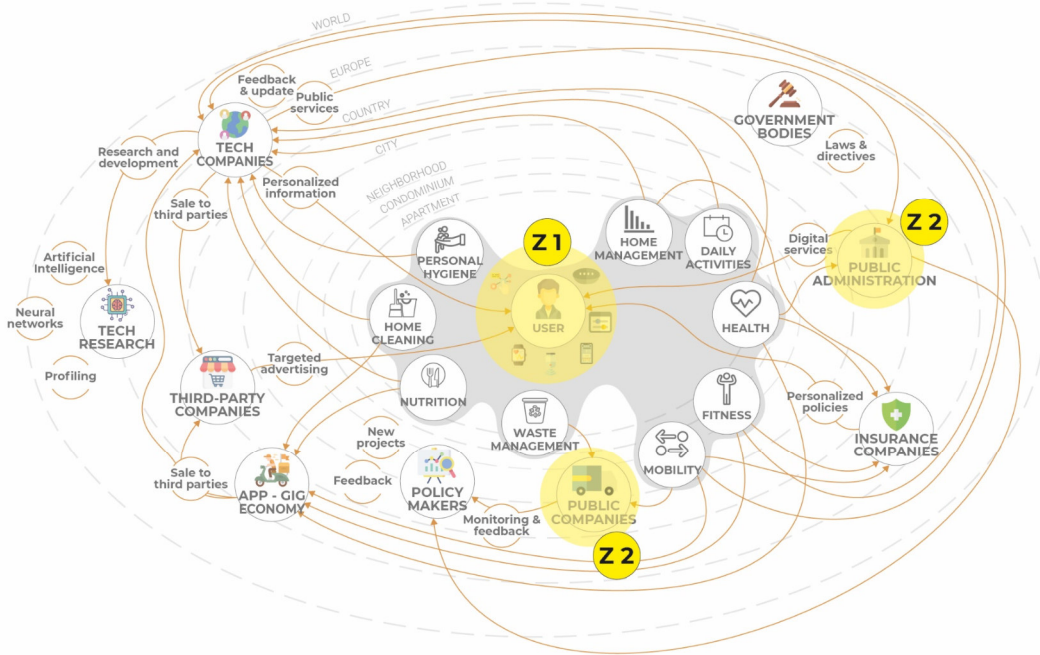 WORLD
EUROPE
COUNTRY
CITY
NEIGHBORHOOD
CONDOMINIUM
APARTMENT
Feedback
& update
Public
services
TECH
COMPANIES
Research and
development
Personalized
information
Sale to
third parties
GOVERNMENT
BODIES
Laws &
directives
Z 1
Z 2
PERSONAL
HYGIENE
HOME
MANAGEMENT
DAILY
ACTIVITIES
Digital
services
PUBLIC
ADMINISTRATION
Artificial
Intelligence
Neural
networks
TECH
RESEARCH
Profiling
HOME
CLEANING
USER
HEALTH
THIRD-PARTY
COMPANIES
Targeted
advertising
NUTRITION
WASTE
MANAGEMENT
FITNESS
Personalized
policies
INSURANCE
COMPANIES
New
projects
Feedback
Sale to
third parties
APP - GIG
ECONOMY
POLICY
MAKERS
Monitoring &
feedback
PUBLIC
COMPANIES
MOBILITY
Z 2